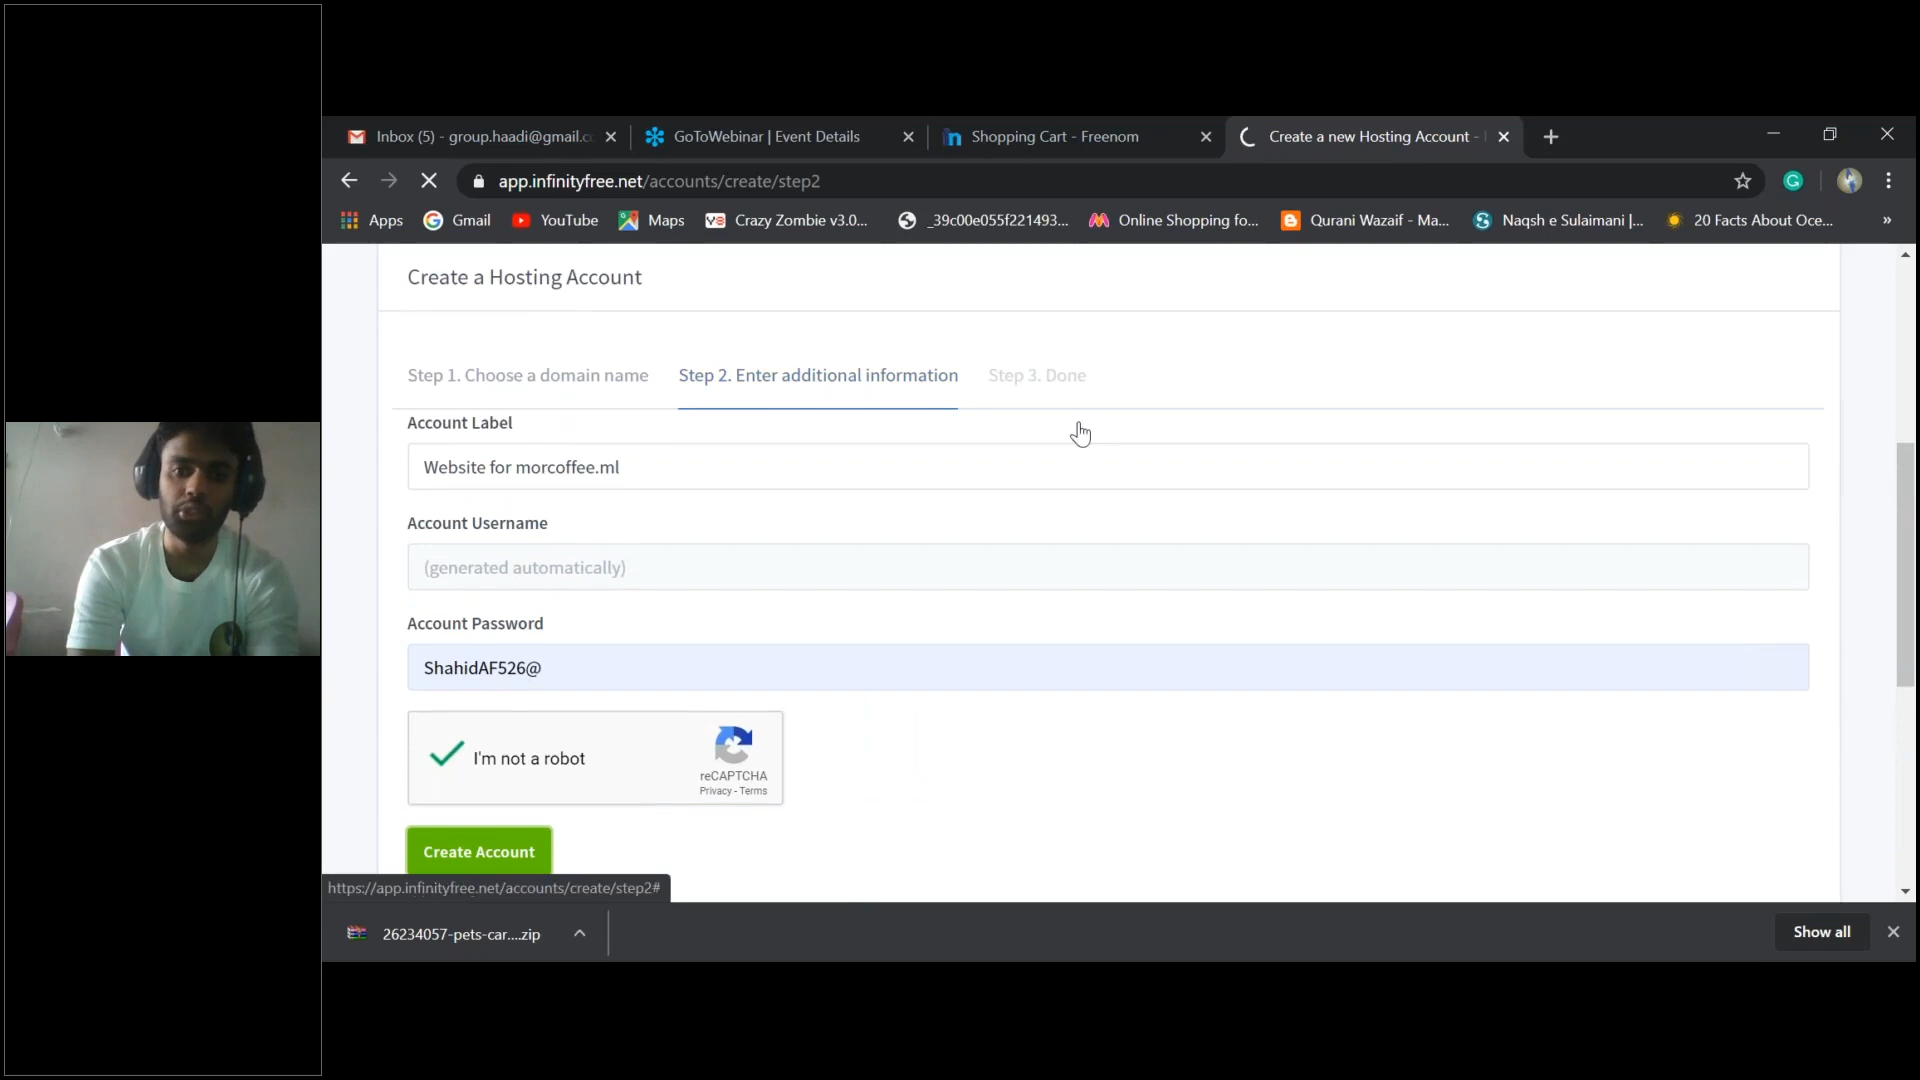 Inbox (5) - group.haadi@gmail.c
GoToWebinar | Event Details
Shopping Cart - Freenom
Create a new Hosting Account -
app.infinityfree.net/accounts/create/step2
Apps
Gmail
YouTube
Maps
Crazy Zombie v3.0...
_39c00e055f221493...
Online Shopping fo...
Qurani Wazaif - Ma...
Naqsh e Sulaimani |...
20 Facts About Oce...
»
Create a Hosting Account
Step 1. Choose a domain name
Step 2. Enter additional information
Step 3. Done
Account Label
Website for morcoffee.ml
Account Username
(generated automatically)
Account Password
ShahidAF526@
I'm not a robot
reCAPTCHA
Privacy - Terms
Create Account
https://app.infinityfree.net/accounts/create/step2#
26234057-pets-car....zip
Show all